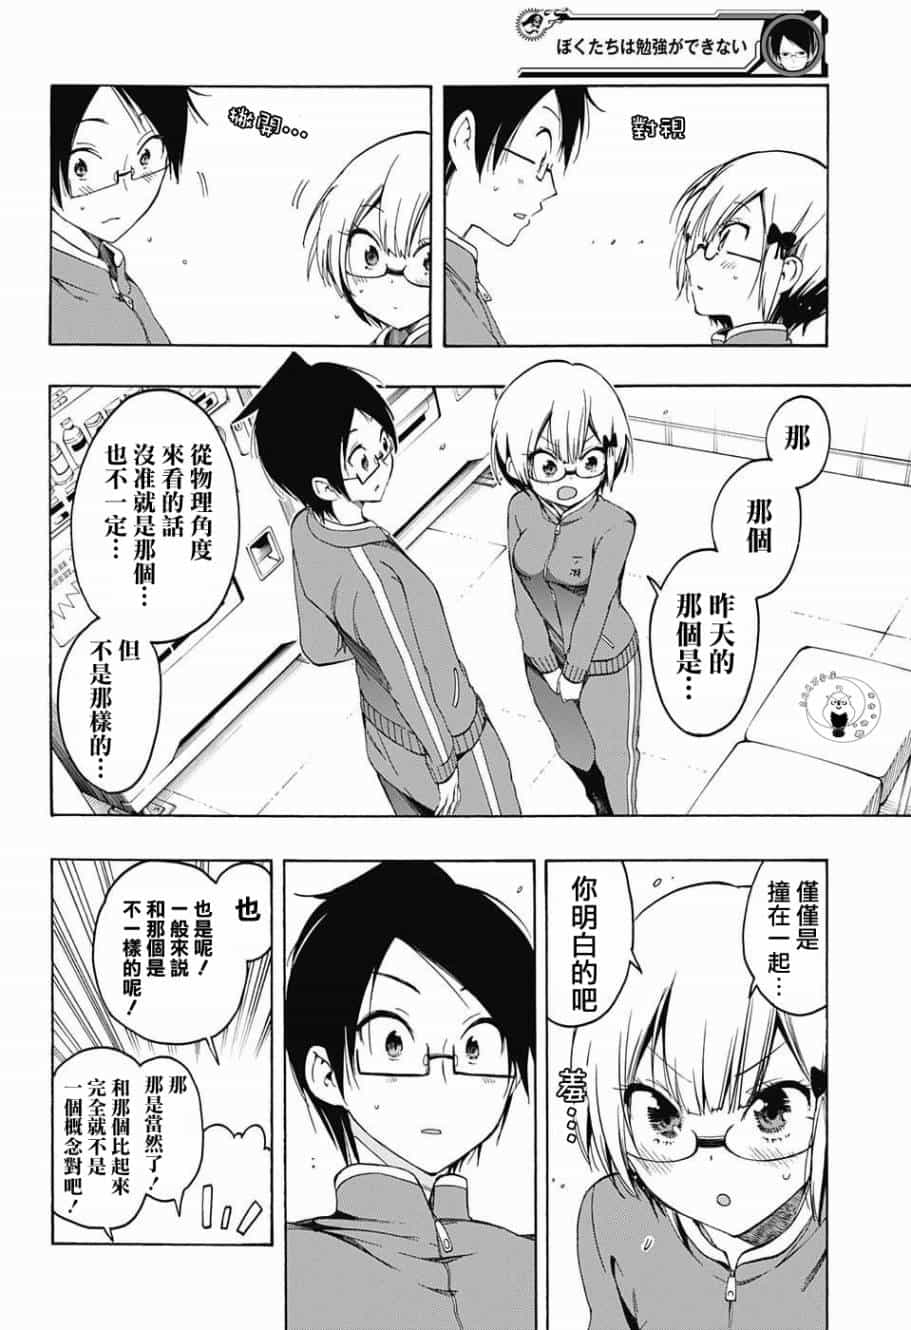 ぼくたちは勉強ができない
對視
撇開…
那
那個
昨天的
那個是…
從物理角度
來看的話
沒准就是那個…
也不一定…
但
不是那樣的…
僅僅是
撞在一起…
你明白的吧
羞…
也
也是呢！
一般來說
和那個是
不一樣的呢！
那
那是當然了！
和那個比起來
完全就不是
一個概念對吧！